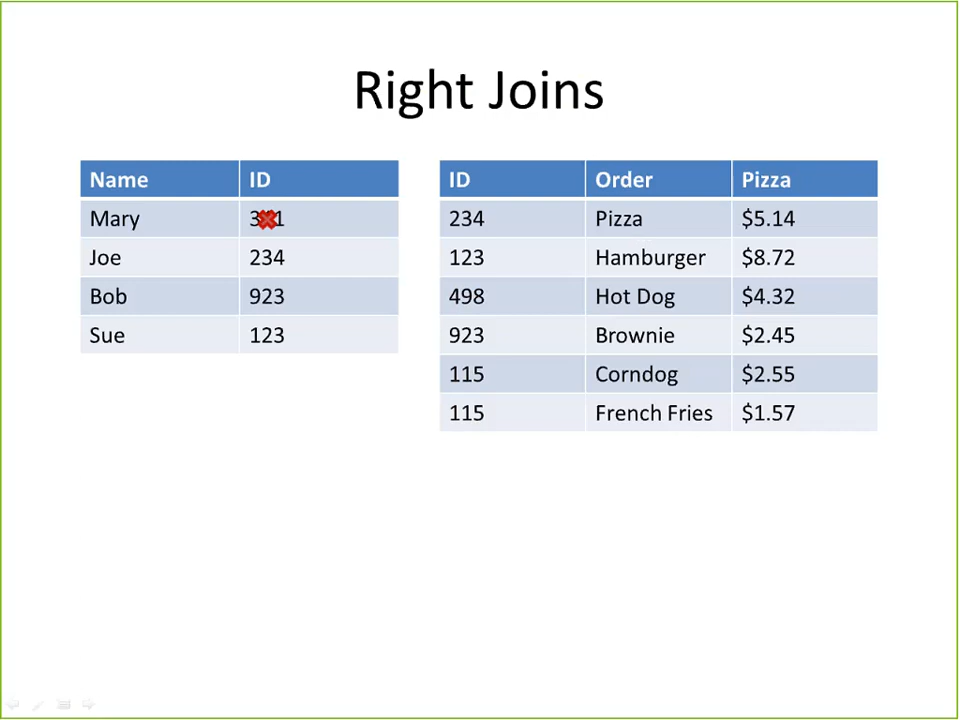 Right Joins
Name ID
Mary
Joe 234
Bob 923
Sue 123
ID Order Pizza
234 Pizza $5.14
123 Hamburger $8.72
498 Hot Dog $4.32
923 Brownie $2.45
115 Corndog $2.55
115 French Fries $1.57